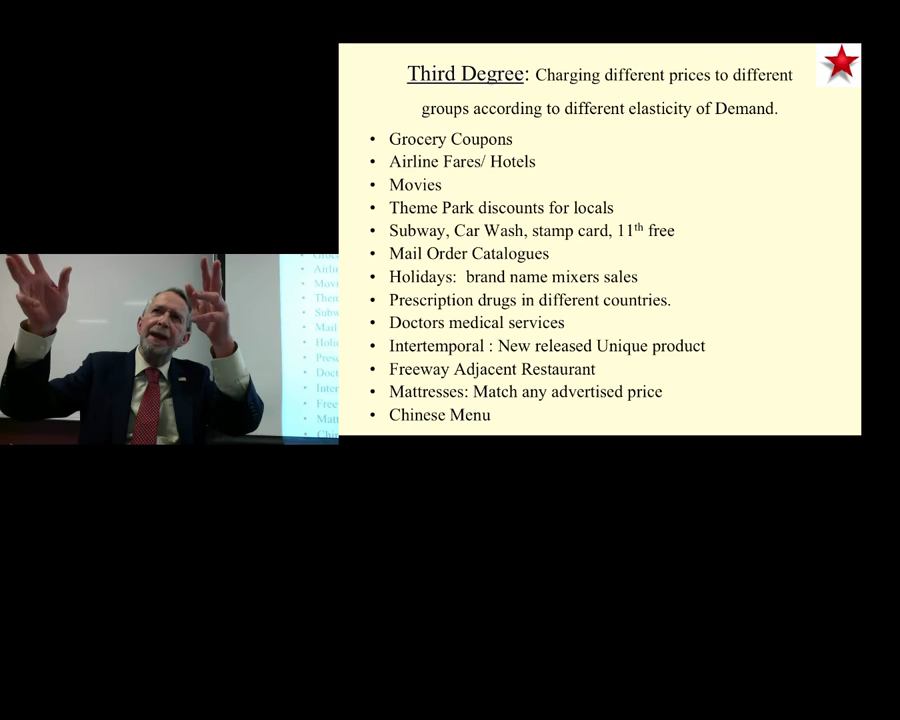 Third Degree: Charging different prices to different
groups according to different elasticity of Demand.
• Grocery Coupons
• Airline Fares/ Hotels
• Movies
• Theme Park discounts for locals
• Subway, Car Wash, stamp card, 11th free
• Mail Order Catalogues
• Holidays:  brand name mixers sales
• Prescription drugs in different countries.
• Doctors medical services
• Intertemporal : New released Unique product
• Freeway Adjacent Restaurant
• Mattresses: Match any advertised price
• Chinese Menu